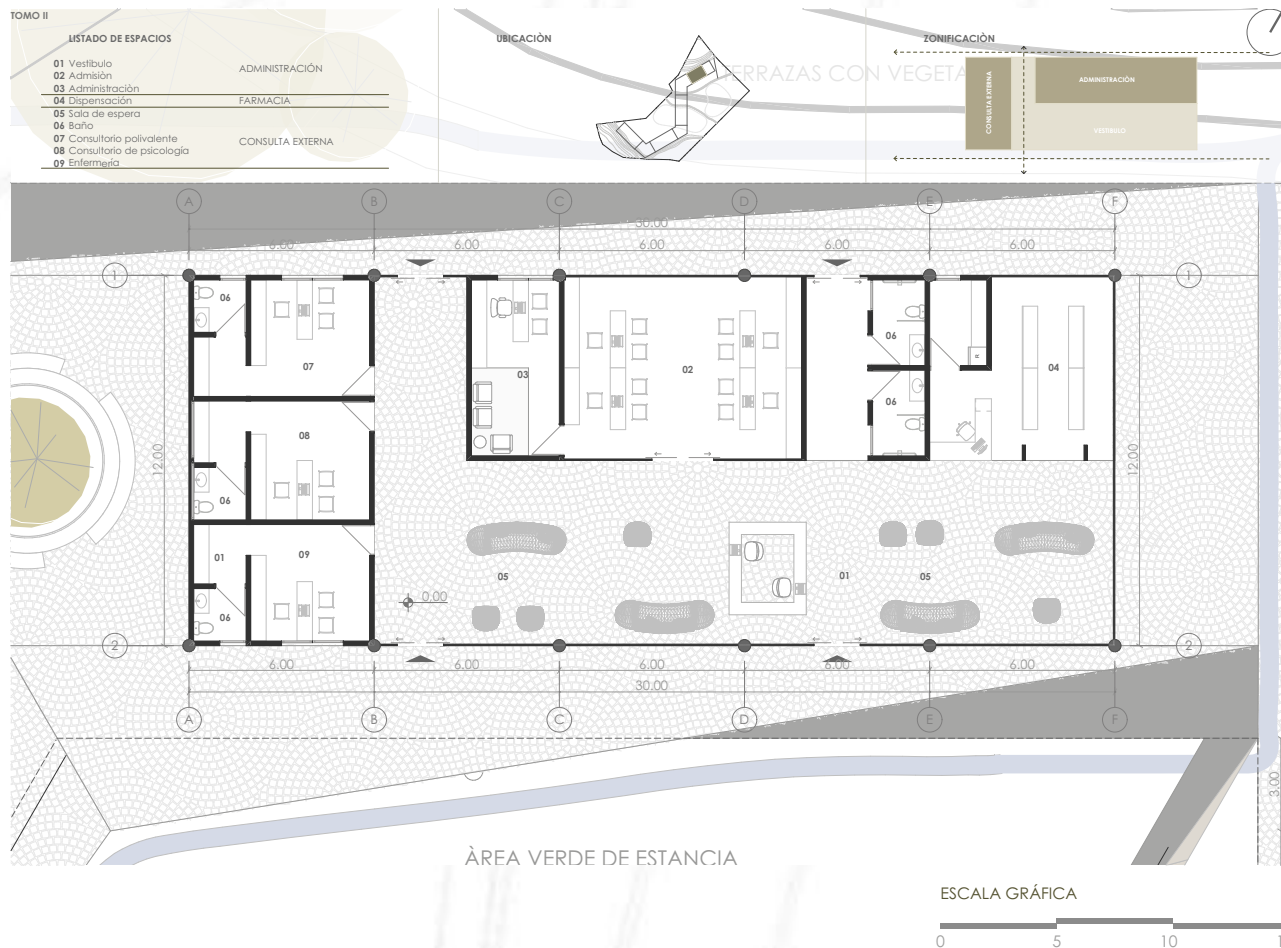 TOMO II
LISTADO DE ESPACIOS
01 Vestibulo
02 Admisiòn
03 Administraciòn
ADMINISTRACIÓN
04 Dispensación
FARMACIA
05 Sala de espera
06 Baño
07 Consultorio polivalente
08 Consultorio de psicología
09 Enfermería
CONSULTA EXTERNA
UBICACIÒN
ZONIFICACIÒN
ERRAZAS CON VEGETA
CONSULTA EXTERNA
ADMINISTRACIÒN
VESTIBULO
A B C D E F
30.00
6.00 6.00 6.00 6.00 6.00
1 1
06
07
03
02
06
06
04
12.00
12.00
08
06
01
09
06
05
01
05
0.00
2 2
6.00 6.00 6.00 6.00 6.00
30.00
A B C D E F
3.00
ÀREA VERDE DE ESTANCIA
ESCALA GRÁFICA
0 5 10 1